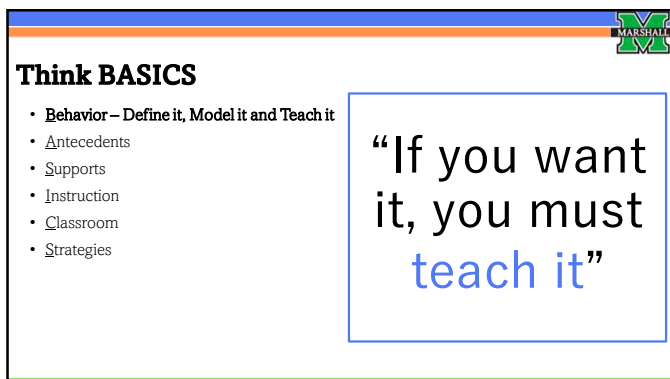 MARSHALL
Think BASICS
• Behavior – Define it, Model it and Teach it
• Antecedents
• Supports
• Instruction
• Classroom
• Strategies
“If you want
it, you must
teach it”